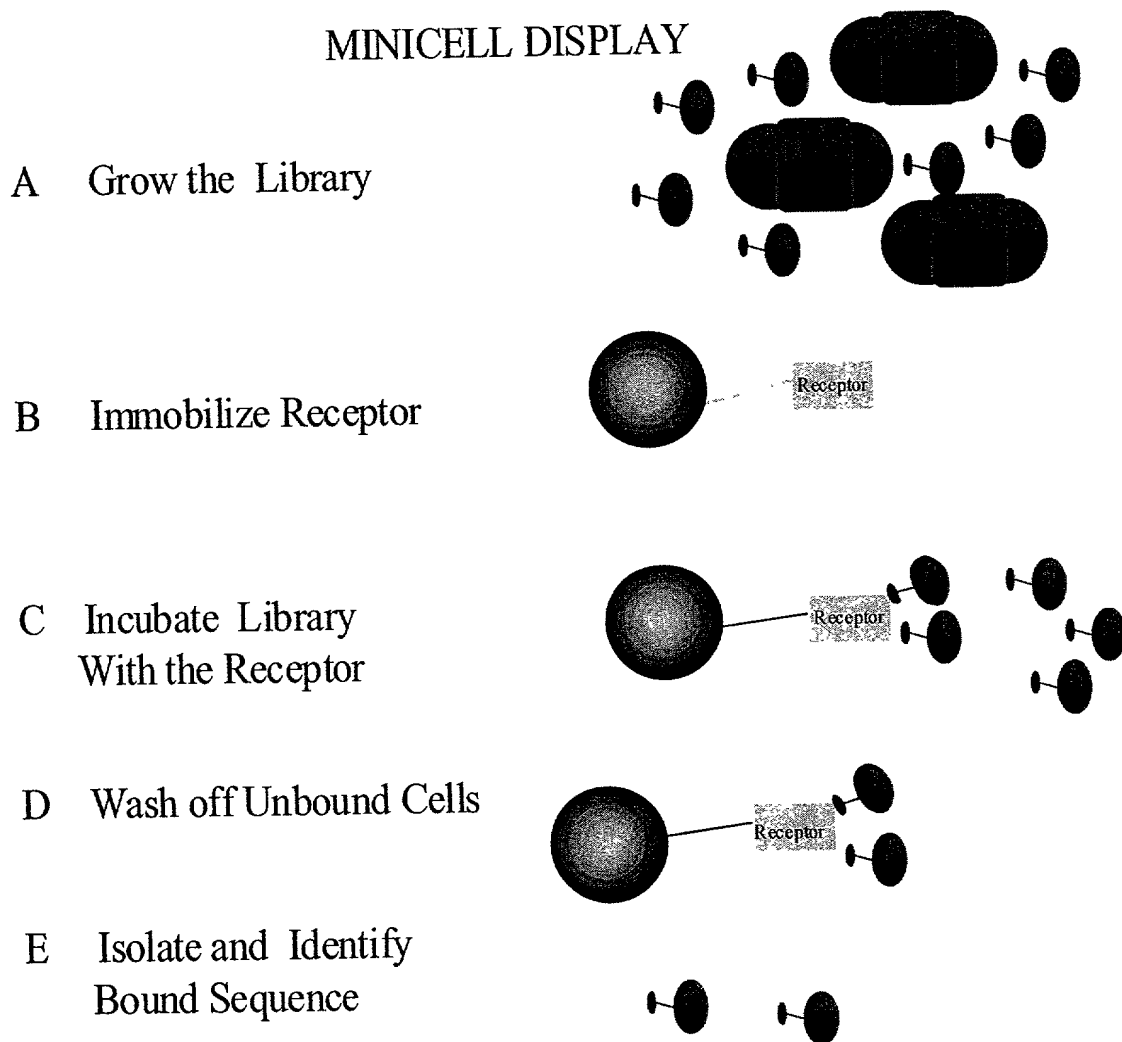 MINICELL DISPLAY
A Grow the Library
B Immobilize Receptor
Receptor
C Incubate Library
With the Receptor
Receptor
D Wash off Unbound Cells
Receptor
E Isolate and Identify
Bound Sequence